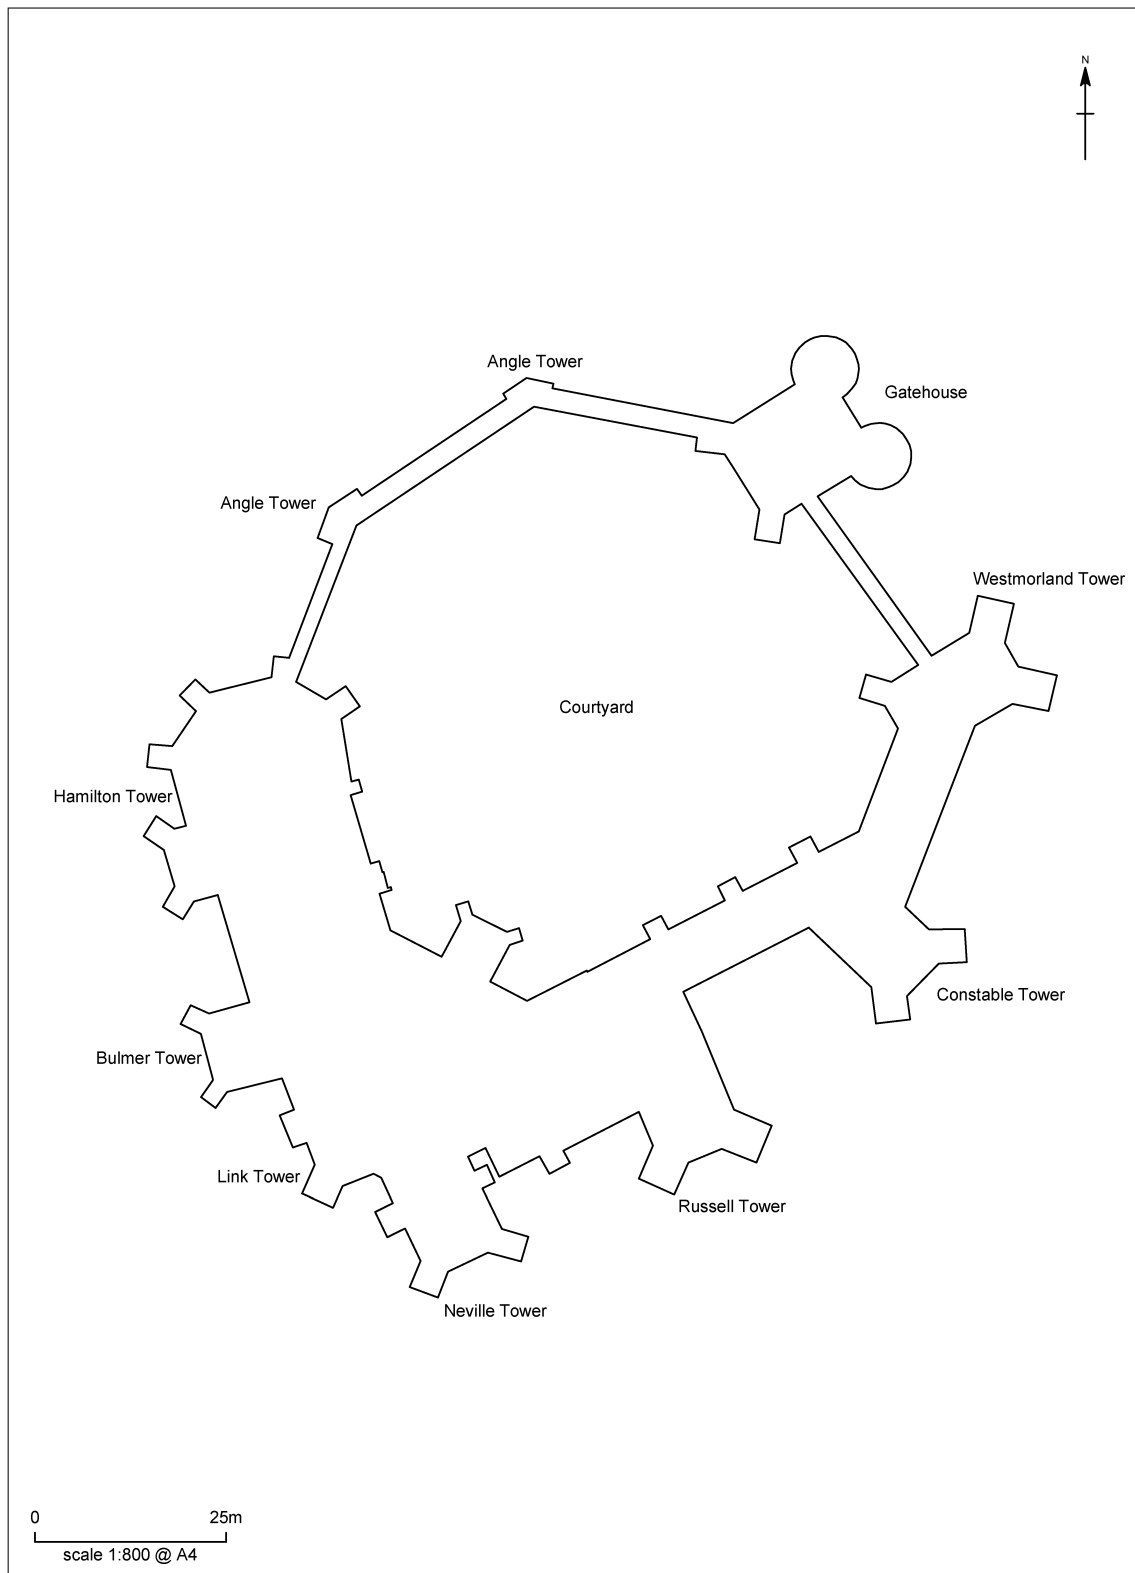 N
Angle Tower
Gatehouse
Angle Tower
Westmorland Tower
Courtyard
Hamilton Tower
Constable Tower
Bulmer Tower
Link Tower
Russell Tower
Neville Tower
0 25m
scale 1:800 @ A4